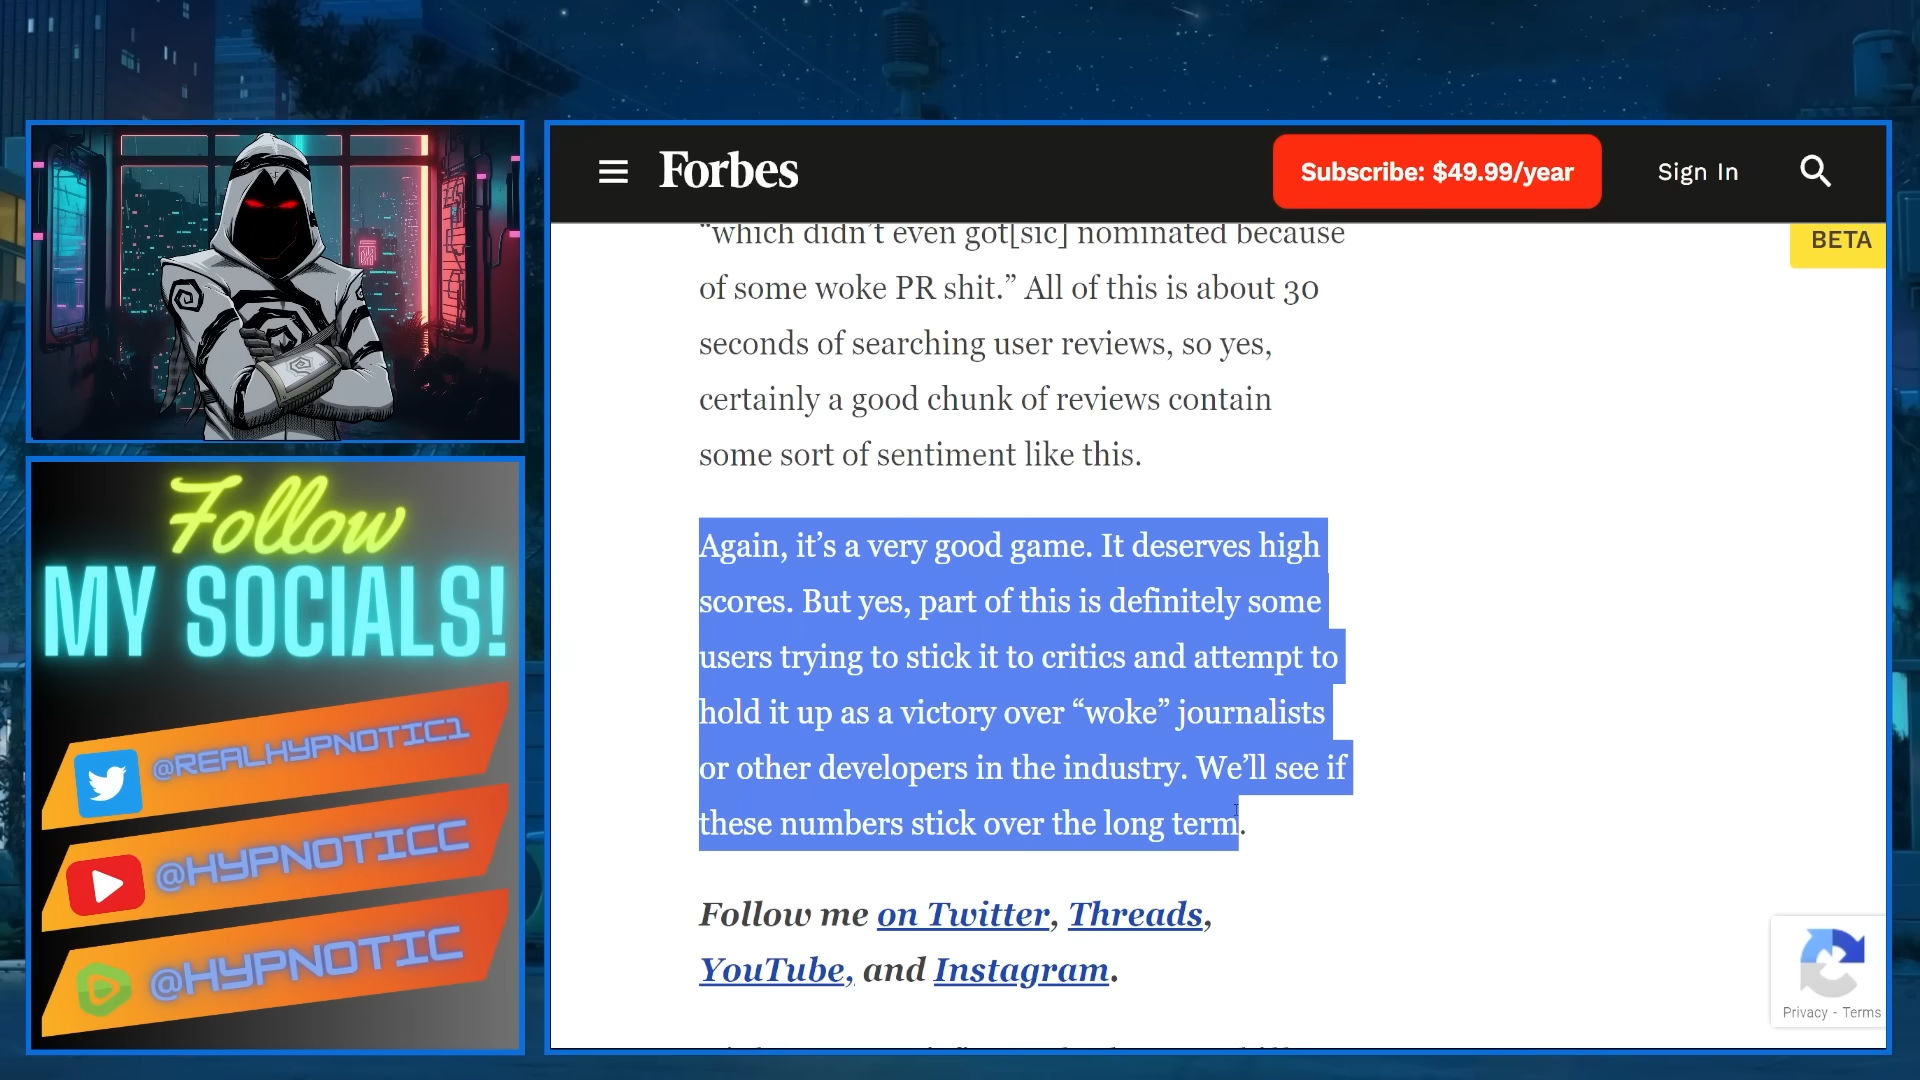 Forbes
Subscribe: $49.99/year
Sign In
BETA
“which didn’t even got[sic] nominated because
of some woke PR shit.” All of this is about 30
seconds of searching user reviews, so yes,
certainly a good chunk of reviews contain
some sort of sentiment like this.
Again, it’s a very good game. It deserves high
scores. But yes, part of this is definitely some
users trying to stick it to critics and attempt to
hold it up as a victory over “woke” journalists
or other developers in the industry. We’ll see if
these numbers stick over the long term.
Follow me on Twitter, Threads,
YouTube, and Instagram.
Privacy - Terms
Follow
MY SOCIALS!
@REALHYPNOTIC1
@HYPNOTICC
@HYPNOTIC